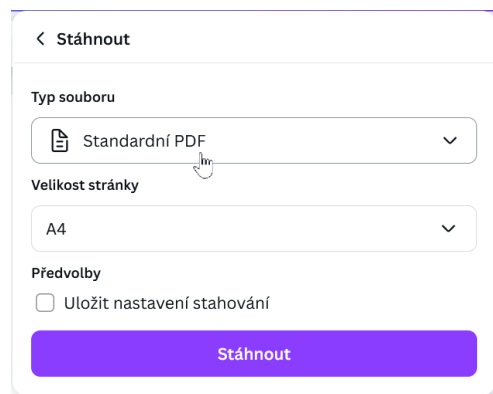 Stáhnout
Typ souboru
Standardní PDF
Velikost stránky
A4
Předvolby
Uložit nastavení stahování
Stáhnout